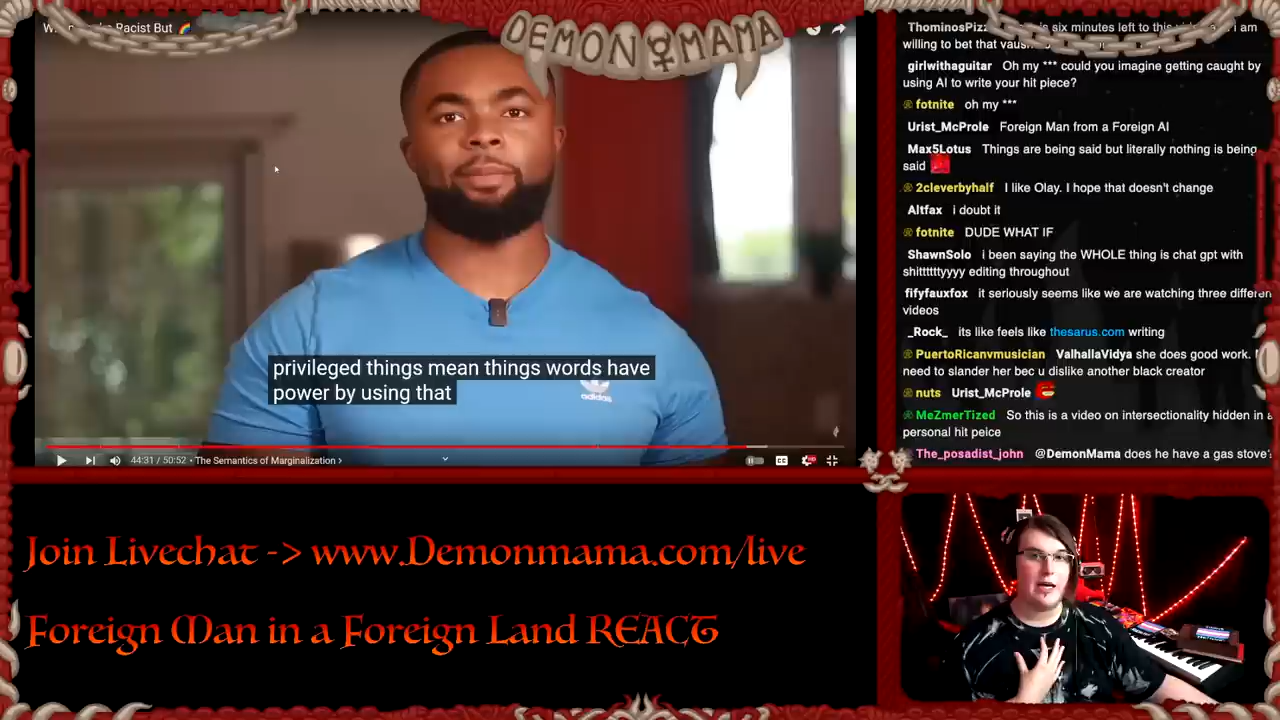 Racist But 🌈
DEMON MAMA
privileged things mean things words have
power by using that
adidas
44:31 / 50:52 • The Semantics of Marginalization ›
six minutes left to this
i am
willing to bet that vaush
girlwithaguitar Oh my *** could you imagine getting caught by
using AI to write your hit piece?
fotnite oh my ***
Urist_McProle Foreign Man from a Foreign AI
Max5Lotus Things are being said but literally nothing is being
said
2cleverbyhalf I like Olay. I hope that doesn't change
Altfax i doubt it
fotnite DUDE WHAT IF
ShawnSolo i been saying the WHOLE thing is chat gpt with
shittttttyyyy editing throughout
fifyfauxfox it seriously seems like we are watching three different
videos
_Rock_ its like feels like thesarus.com writing
PuertoRicanvmusician ValhallaVidya she does good work.
need to slander her bec u dislike another black creator
nuts Urist_McProle
MeZmerTized So this is a video on intersectionality hidden in a
personal hit peice
The_posadist_john @DemonMama does he have a gas stove?
Join Livechat -> www.Demonmama.com/live
Foreign Man in a Foreign Land REACT